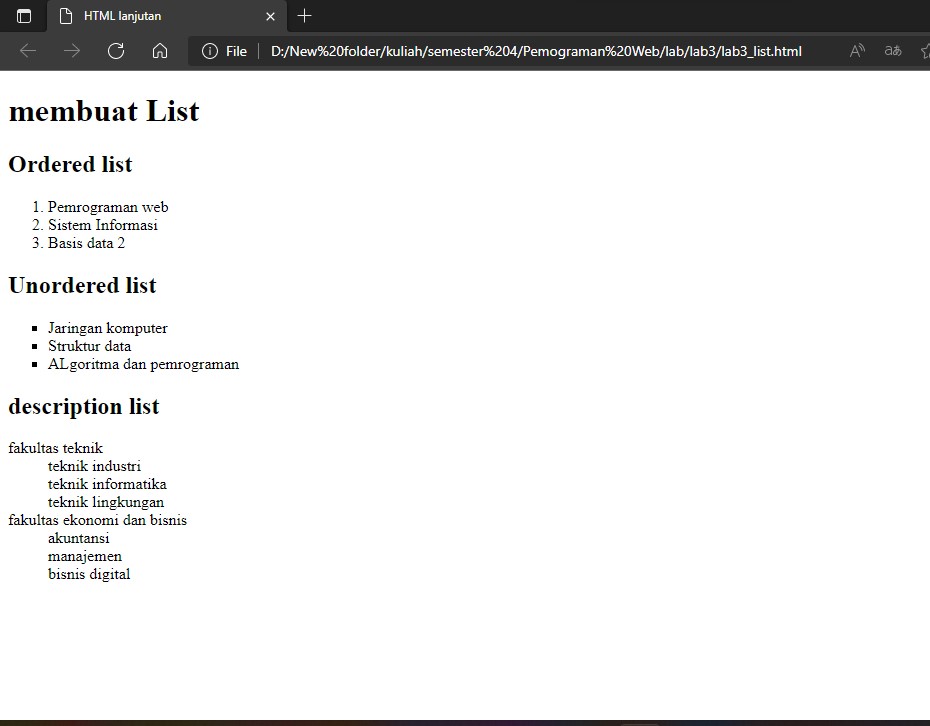 HTML lanjutan
File
D:/New%20folder/kuliah/semester%204/Pemograman%20Web/lab/lab3/lab3_list.html
membuat List
Ordered list
1. Pemrograman web
2. Sistem Informasi
3. Basis data 2
Unordered list
Jaringan komputer
Struktur data
ALgoritma dan pemrograman
description list
fakultas teknik
teknik industri
teknik informatika
teknik lingkungan
fakultas ekonomi dan bisnis
akuntansi
manajemen
bisnis digital